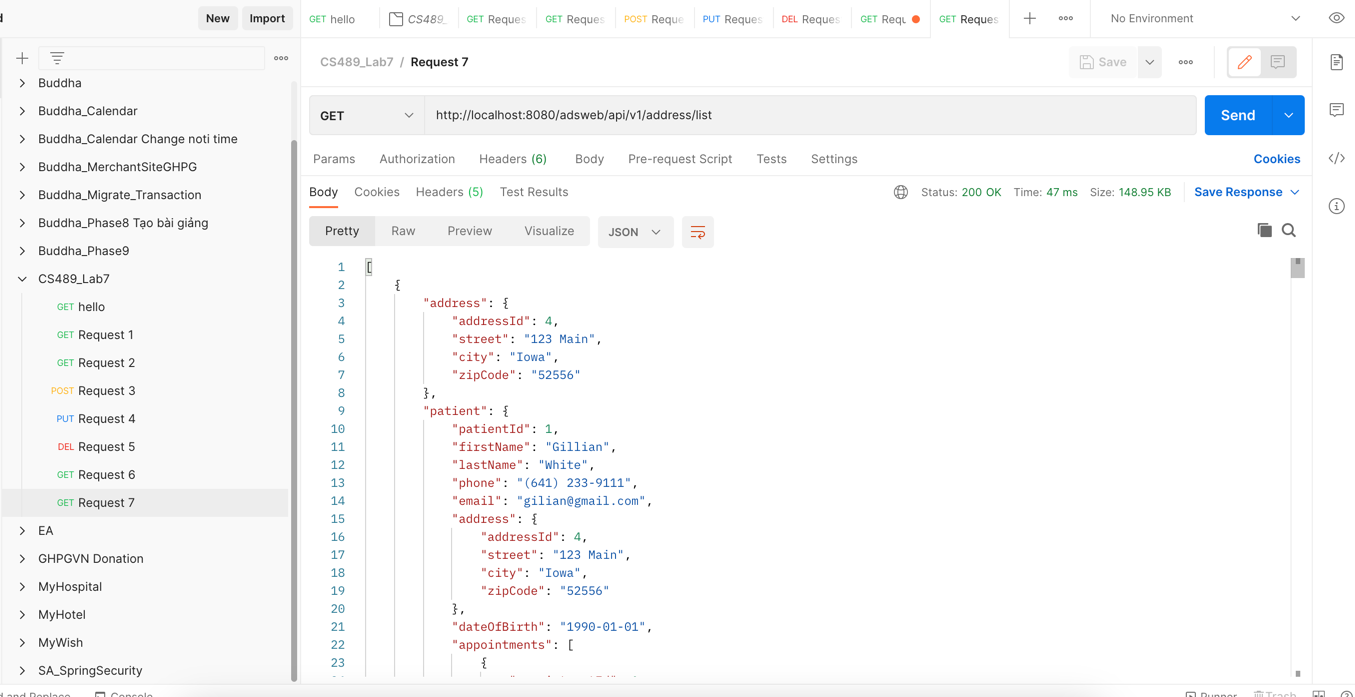 New Import
GET hello CS489_ GET Reques GET Reques POST Reque PUT Reques DEL Reques GET Requ GET Reques No Environment
CS489_Lab7 / Request 7 Save
GET http://localhost:8080/adsweb/api/v1/address/list Send
Params Authorization Headers (6) Body Pre-request Script Tests Settings Cookies
Body Cookies Headers (5) Test Results Status: 200 OK Time: 47 ms Size: 148.95 KB Save Response
Pretty Raw Preview Visualize JSON
Buddha
Buddha_Calendar
Buddha_Calendar Change noti time
Buddha_MerchantSiteGHPG
Buddha_Migrate_Transaction
Buddha_Phase8 Tạo bài giảng
Buddha_Phase9
CS489_Lab7
GET hello
GET Request 1
GET Request 2
POST Request 3
PUT Request 4
DEL Request 5
GET Request 6
GET Request 7
EA
GHPGVN Donation
MyHospital
MyHotel
MyWish
SA_SpringSecurity
1 [
2 {
3 "address": {
4 "addressId": 4,
5 "street": "123 Main",
6 "city": "Iowa",
7 "zipCode": "52556"
8 },
9 "patient": {
10 "patientId": 1,
11 "firstName": "Gillian",
12 "lastName": "White",
13 "phone": "(641) 233-9111",
14 "email": "gilian@gmail.com",
15 "address": {
16 "addressId": 4,
17 "street": "123 Main",
18 "city": "Iowa",
19 "zipCode": "52556"
20 },
21 "dateOfBirth": "1990-01-01",
22 "appointments": [
23 {
and Replace Console Runner Trash